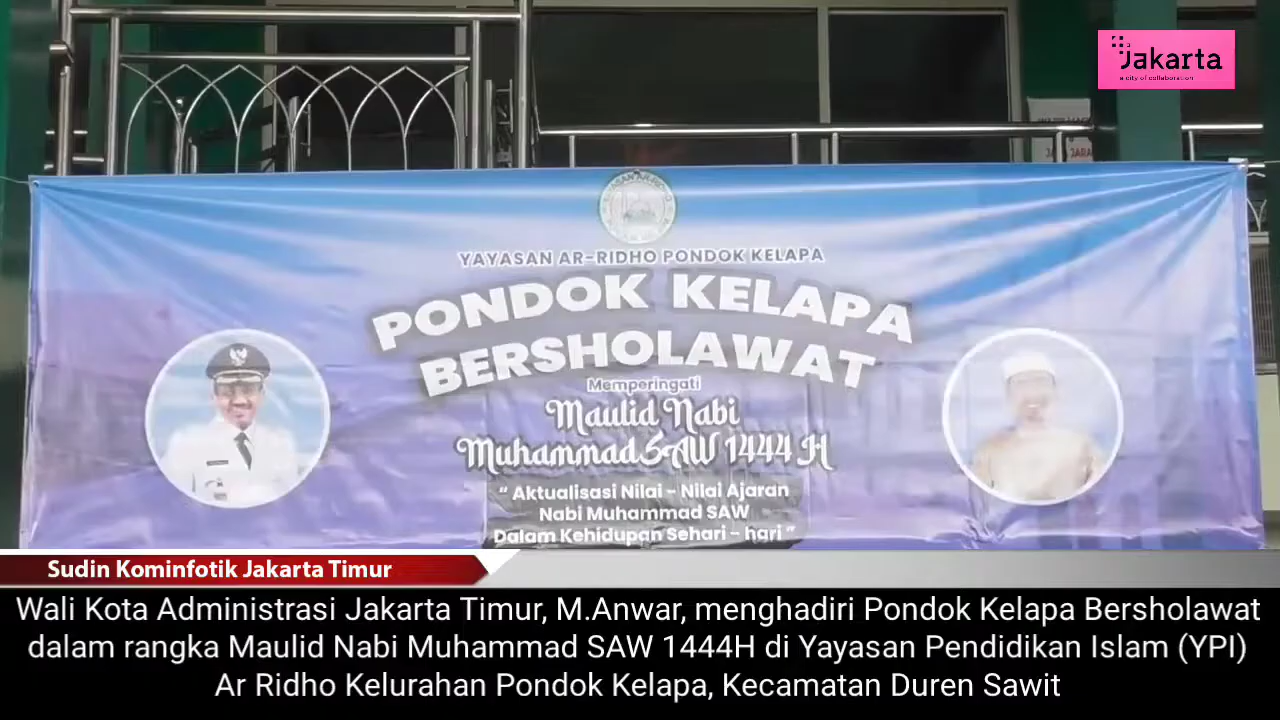 Jakarta
a city of collaboration
YAYASAN AR-RIDHO PONDOK KELAPA
PONDOK KELAPA
BERSHOLAWAT
Memperingati
Maulid Nabi
Muhammad SAW 1444 H
“ Aktualisasi Nilai - Nilai Ajaran
Nabi Muhammad SAW
Dalam Kehidupan Sehari - hari ”
Sudin Kominfotik Jakarta Timur
Wali Kota Administrasi Jakarta Timur, M.Anwar, menghadiri Pondok Kelapa Bersholawat
dalam rangka Maulid Nabi Muhammad SAW 1444H di Yayasan Pendidikan Islam (YPI)
Ar Ridho Kelurahan Pondok Kelapa, Kecamatan Duren Sawit